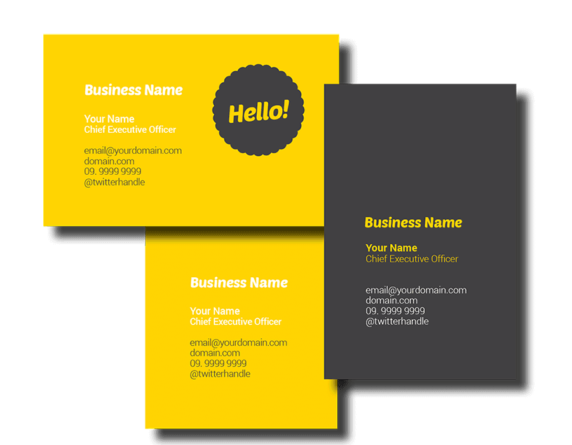 Business Name
Hello!
Your Name
Chief Executive Officer
email@yourdomain.com
domain.com
09. 9999 9999
@twitterhandle
Business Name
Your Name
Chief Executive Officer
email@yourdomain.com
domain.com
09. 9999 9999
@twitterhandle
Business Name
Your Name
Chief Executive Officer
email@yourdomain.com
domain.com
09. 9999 9999
@twitterhandle